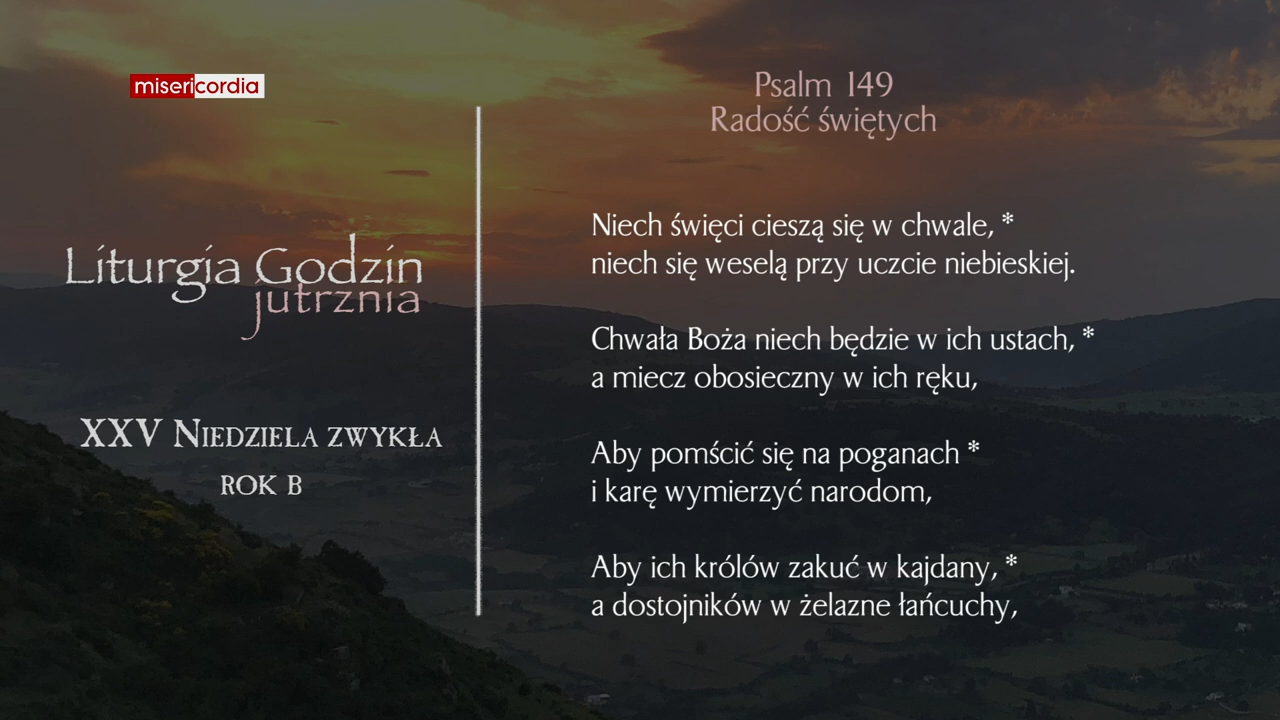 misericordia
Liturgia Godzin
jutrznia
XXV Niedziela zwykła
rok B
Psalm 149
Radość świętych
Niech święci cieszą się w chwale, *
niech się weselą przy uczcie niebieskiej.
Chwała Boża niech będzie w ich ustach, *
a miecz obosieczny w ich ręku,
Aby pomścić się na poganach *
i karę wymierzyć narodom,
Aby ich królów zakuć w kajdany, *
a dostojników w żelazne łańcuchy,